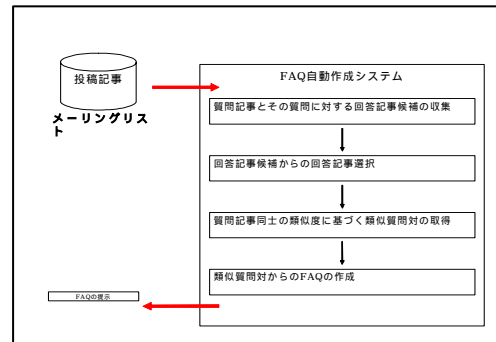 投稿記事
メーリングリス
ト
FAQ自動作成システム
質問記事とその質問に対する回答記事候補の収集
回答記事候補からの回答記事選択
質問記事同士の類似度に基づく類似質問対の取得
類似質問対からのFAQの作成
FAQの提示